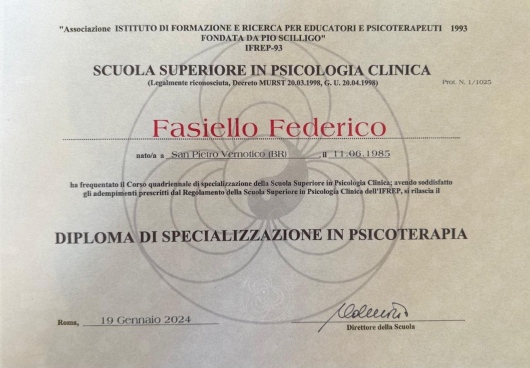 "Associazione ISTITUTO DI FORMAZIONE E RICERCA PER EDUCATORI E PSICOTERAPEUTI 1993
FONDATA DA PIO SCILLIGO"
IFREP-93
SCUOLA SUPERIORE IN PSICOLOGIA CLINICA
(Legalmente riconosciuta, Decreto MURST 20.03.1998, G. U. 20.04.1998)
Prot. N. 1/1025
Fasiello Federico
nato/a a San Pietro Vernotico (BR) il 11.06.1985
ha frequentato il Corso quadriennale di specializzazione della Scuola Superiore in Psicologia Clinica; avendo soddisfatto
gli adempimenti prescritti dal Regolamento della Scuola Superiore in Psicologia Clinica dell'IFREP, si rilascia il
DIPLOMA DI SPECIALIZZAZIONE IN PSICOTERAPIA
Roma, 19 Gennaio 2024
Direttore della Scuola